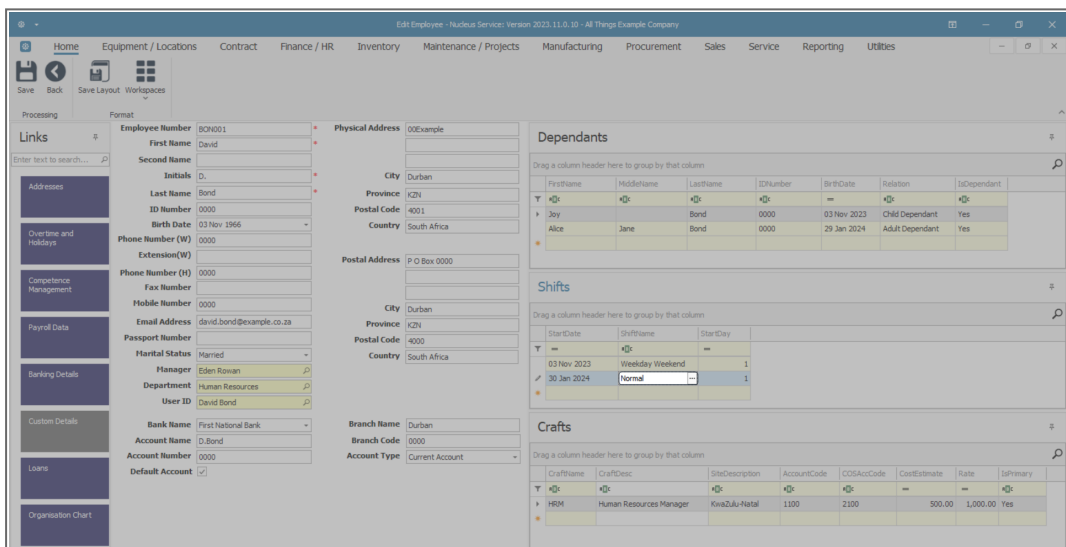 Edit Employee - Nucleus Service: Version 2023.11.0.10 - All Things Example Company
Home Equipment / Locations Contract Finance / HR Inventory Maintenance / Projects Manufacturing Procurement Sales Service Reporting Utilities
Save Back Save Layout Workspaces
Processing Format
Links
Enter text to search...
Addresses
Overtime and Holidays
Competence Management
Payroll Data
Banking Details
Custom Details
Loans
Organisation Chart
Employee Number BON001 *
First Name David *
Second Name
Initials D. *
Last Name Bond *
ID Number 0000
Birth Date 03 Nov 1966
Phone Number (W) 0000
Extension(W)
Phone Number (H) 0000
Fax Number
Mobile Number 0000
Email Address david.bond@example.co.za
Passport Number
Marital Status Married
Manager Eden Rowan
Department Human Resources
User ID David Bond
Bank Name First National Bank
Account Name D.Bond
Account Number 0000
Default Account
Physical Address 00Example
City Durban
Province KZN
Postal Code 4001
Country South Africa
Postal Address P O Box 0000
City Durban
Province KZN
Postal Code 4000
Country South Africa
Branch Name Durban
Branch Code 0000
Account Type Current Account
Dependants
Drag a column header here to group by that column
FirstName MiddleName LastName IDNumber BirthDate Relation IsDependant
Joy Bond 0000 03 Nov 2023 Child Dependant Yes
Alice Jane Bond 0000 29 Jan 2024 Adult Dependant Yes
Shifts
Drag a column header here to group by that column
StartDate ShiftName StartDay
03 Nov 2023 Weekday Weekend 1
30 Jan 2024 Normal ... 1
Crafts
Drag a column header here to group by that column
CraftName CraftDesc SiteDescription AccountCode COSAccCode CostEstimate Rate IsPrimary
HRM Human Resources Manager KwaZulu-Natal 1100 2100 500.00 1,000.00 Yes